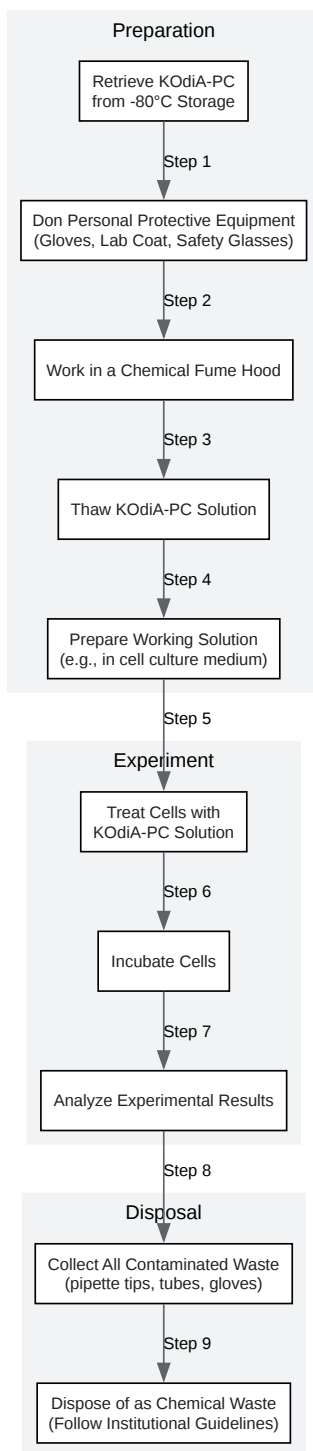 Preparation
Retrieve KOdiA-PC
from -80°C Storage
Step 1
Don Personal Protective Equipment
(Gloves, Lab Coat, Safety Glasses)
Step 2
Work in a Chemical Fume Hood
Step 3
Thaw KOdiA-PC Solution
Step 4
Prepare Working Solution
(e.g., in cell culture medium)
Step 5
Experiment
Treat Cells with
KOdiA-PC Solution
Step 6
Incubate Cells
Step 7
Analyze Experimental Results
Step 8
Disposal
Collect All Contaminated Waste
(pipette tips, tubes, gloves)
Step 9
Dispose of as Chemical Waste
(Follow Institutional Guidelines)